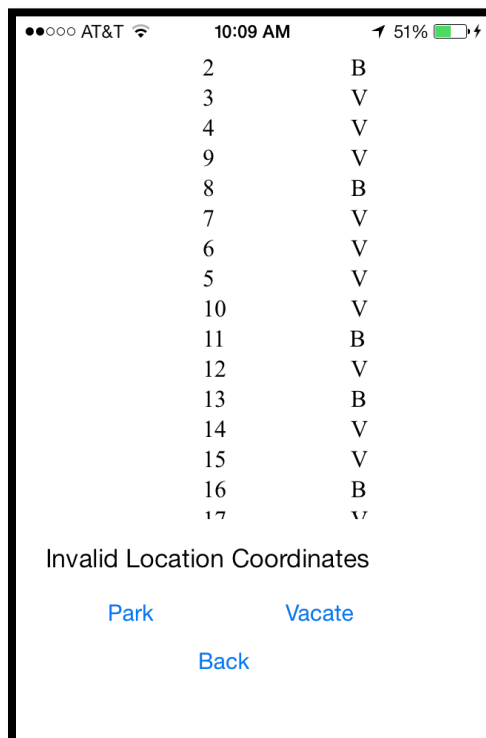 AT&T 10:09 AM 51%
2 B
3 V
4 V
9 V
8 B
7 V
6 V
5 V
10 V
11 B
12 V
13 B
14 V
15 V
16 B
17 V
Invalid Location Coordinates
Park Vacate
Back